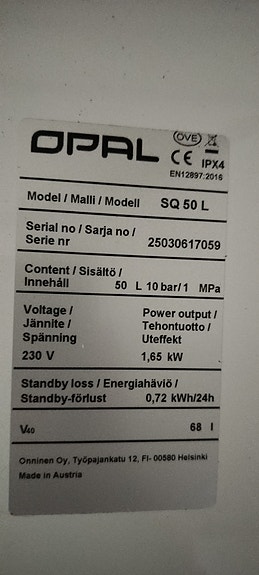 OPAL
OVE
CE IPX4
EN12897:2016
Model / Malli / Modell SQ 50 L
Serial no / Sarja no /
Serie nr 25030617059
Content / Sisältö /
Innehåll 50 L 10 bar/1 MPa
Voltage / Power output /
Jännite / Tehontuotto /
Spänning Uteffekt
230 V 1,65 kW
Standby loss / Energiahäviö /
Standby-förlust 0,72 kWh/24h
V40 68 l
Onninen Oy, Työpajankatu 12, FI- 00580 Helsinki
Made in Austria